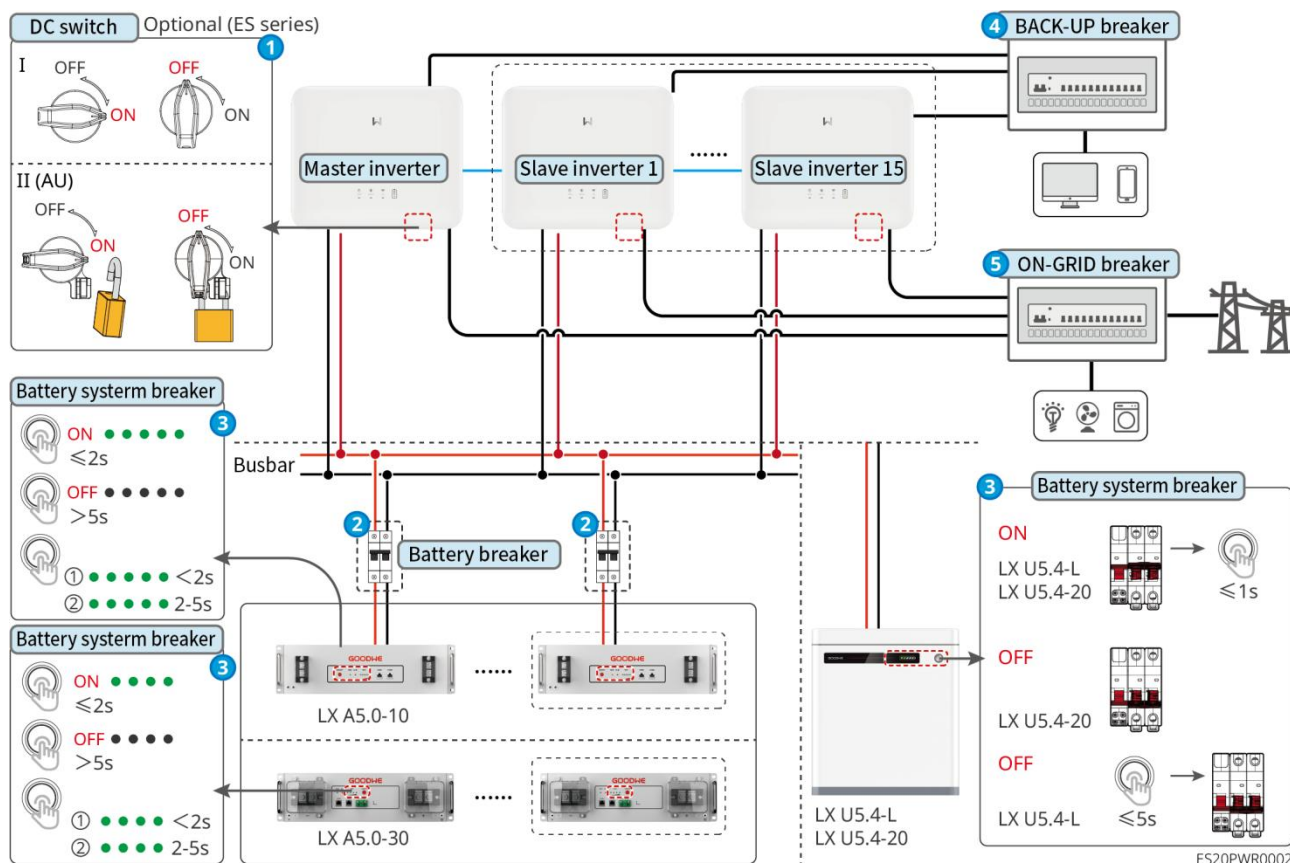 DC switch
Optional (ES series)
1
I
OFF
ON
OFF
ON
II (AU)
OFF
ON
OFF
ON
Master inverter
Slave inverter 1
......
Slave inverter 15
4
BACK-UP breaker
5
ON-GRID breaker
Battery systerm breaker
3
ON
≤2s
OFF
>5s
① <2s
② 2-5s
Battery systerm breaker
3
ON
≤2s
OFF
>5s
① <2s
② 2-5s
Busbar
2
Battery breaker
2
GOODWE
......
GOODWE
LX A5.0-10
GOODWE
......
GOODWE
LX A5.0-30
LX U5.4-L
LX U5.4-20
3
Battery systerm breaker
ON
LX U5.4-L
LX U5.4-20
≤1s
OFF
LX U5.4-20
OFF
LX U5.4-L
≤5s
ES20PWR0002